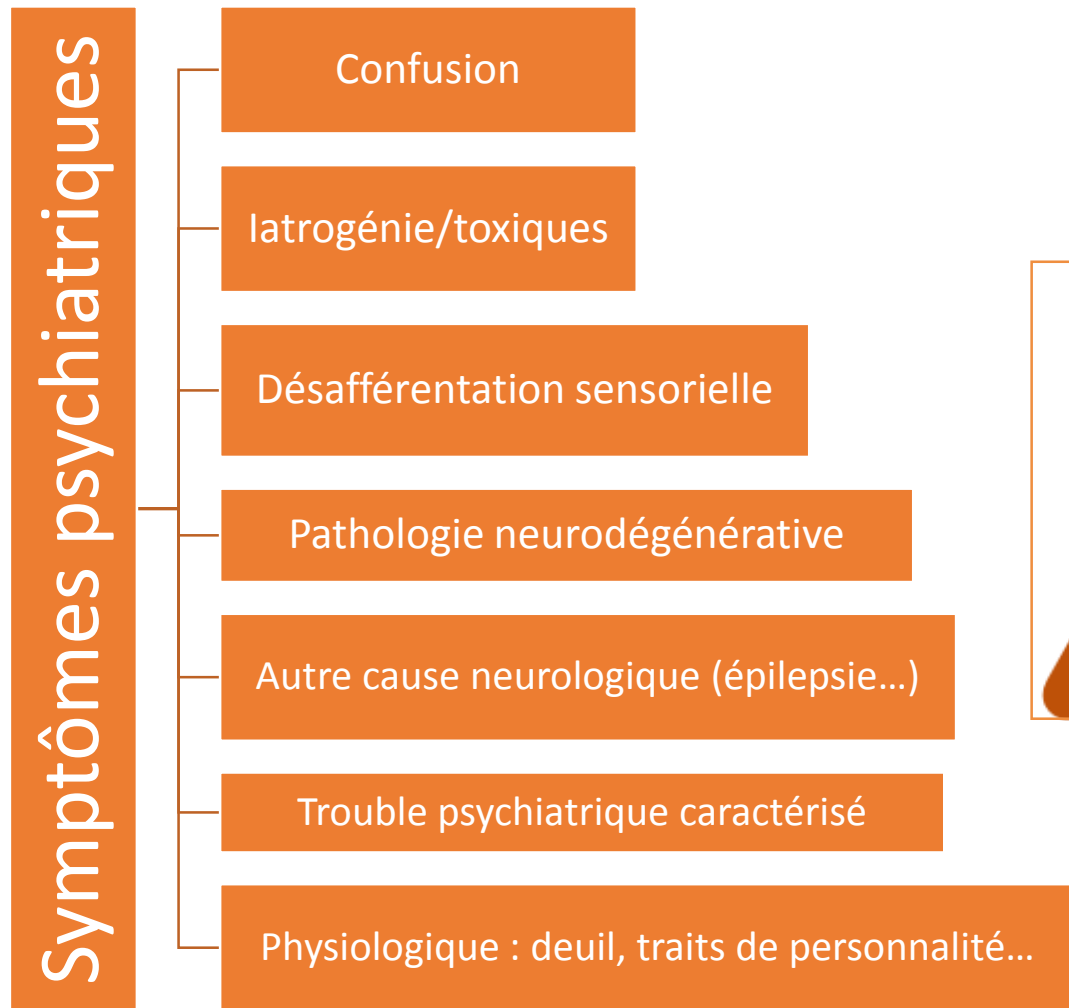 Symptômes psychiatriques
Confusion
Iatrogénie/toxiques
Désafférentation sensorielle
Pathologie neurodégénérative
Autre cause neurologique (épilepsie…)
Trouble psychiatrique caractérisé
Physiologique : deuil, traits de personnalité…